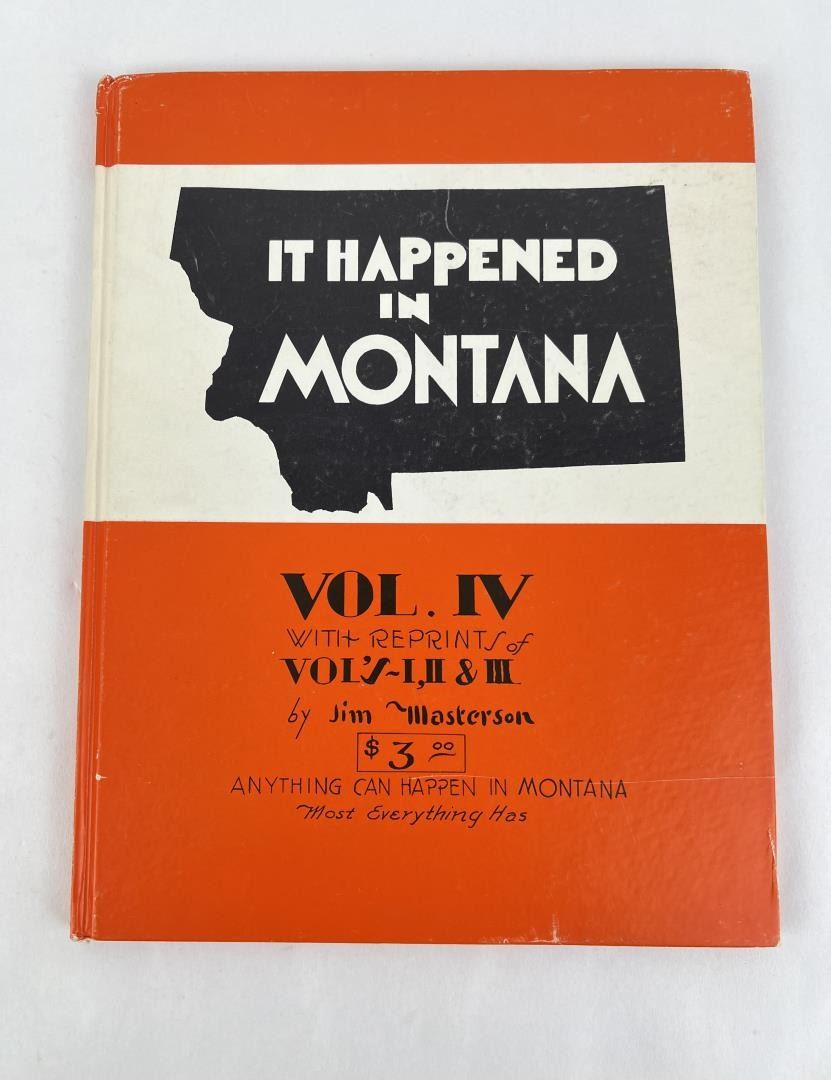 IT HAPPENED
IN
MONTANA
VOL. IV
WITH REPRINTS of
VOL'S~I, II & III
by Jim Masterson
$ 3 00
ANYTHING CAN HAPPEN IN MONTANA
Most Everything Has